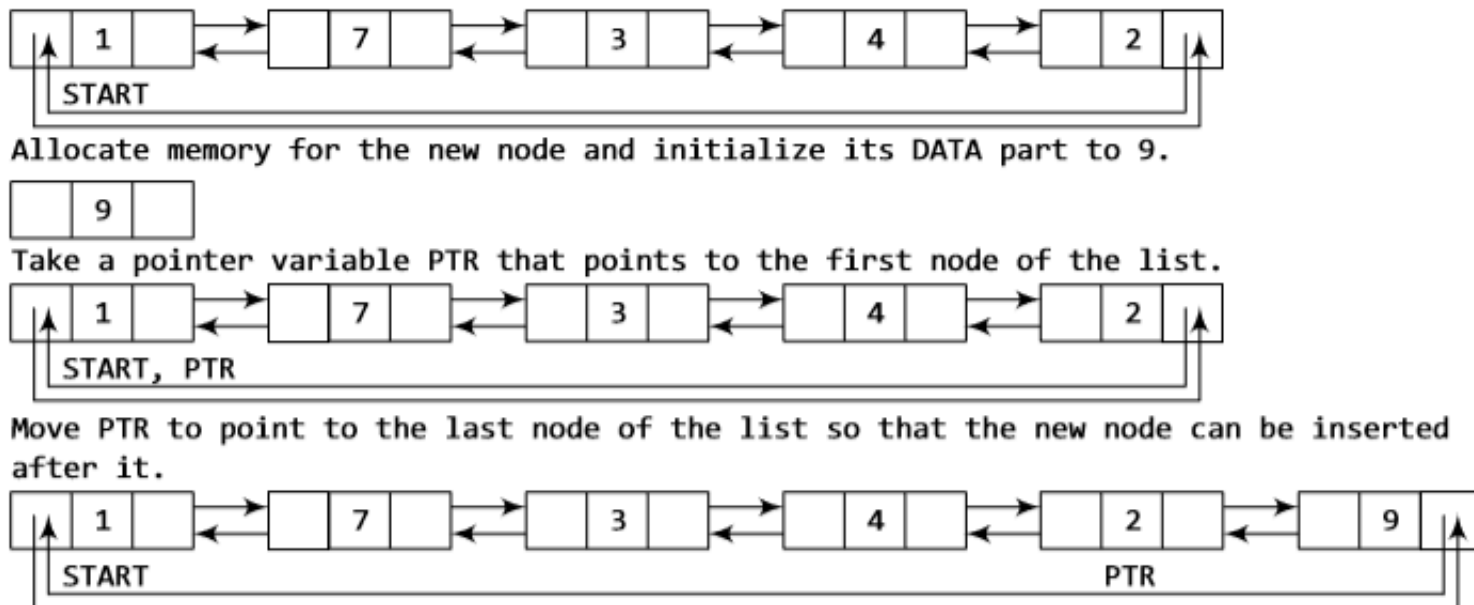 1 7 3 4 2
START
Allocate memory for the new node and initialize its DATA part to 9.
9
Take a pointer variable PTR that points to the first node of the list.
1 7 3 4 2
START, PTR
Move PTR to point to the last node of the list so that the new node can be inserted
after it.
1 7 3 4 2 9
START PTR